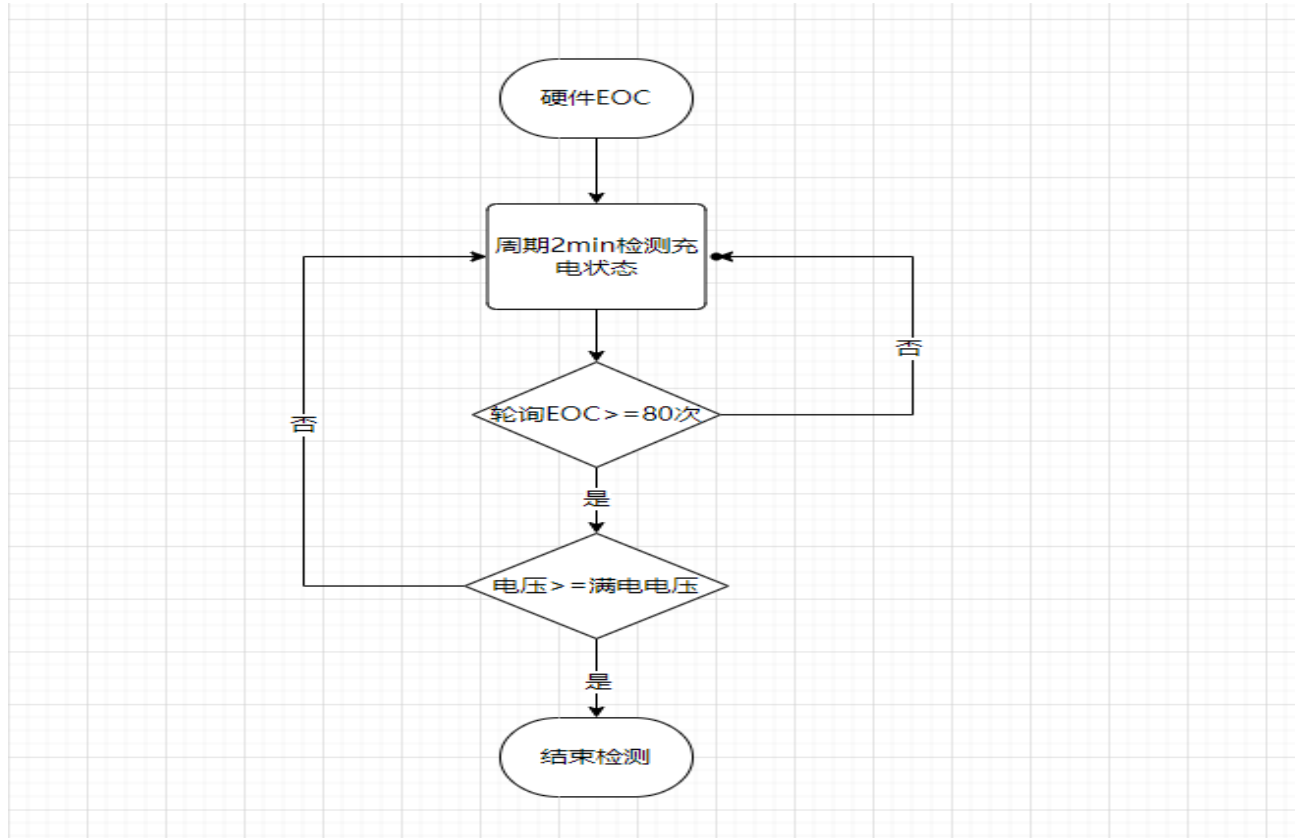 硬件EOC
周期2min检测充
电状态
否
轮询EOC>=80次
否
是
电压>=满电电压
是
结束检测